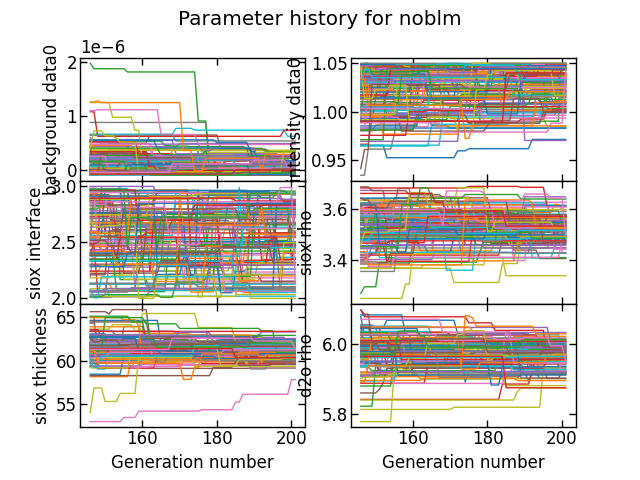 Parameter history for noblm
1e−6
background data0
2
1
0
intensity data0
1.05
1.00
0.95
siox interface
3.0
2.5
2.0
siox rho
3.6
3.4
siox thickness
65
60
55
160
180
200
Generation number
d2o rho
6.0
5.8
160
180
200
Generation number